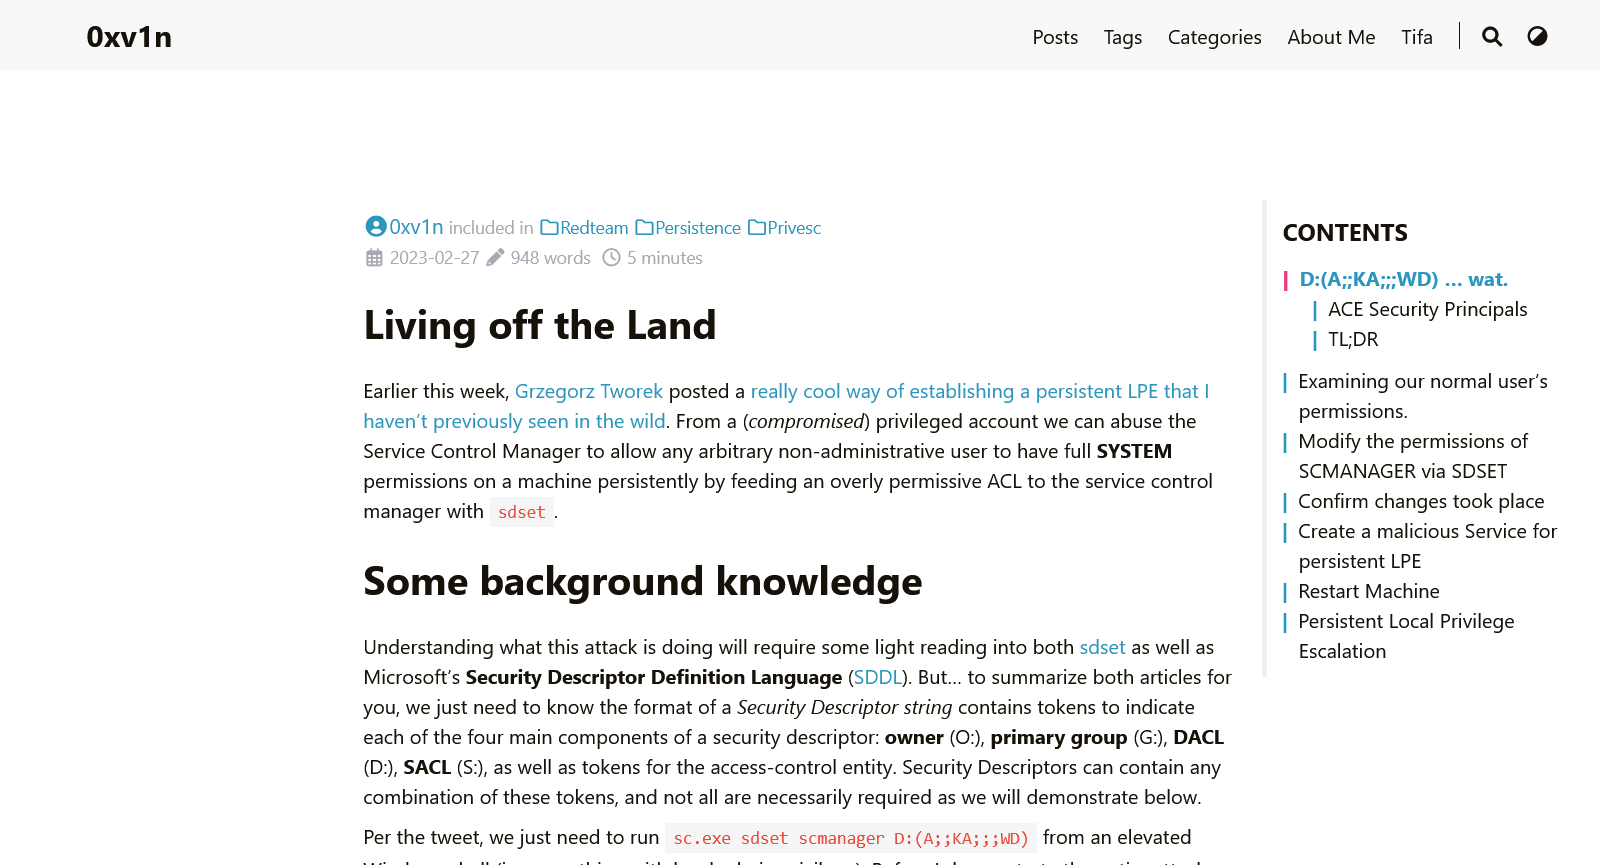 0xv1n
Posts Tags Categories About Me Tifa
0xv1n included in Redteam Persistence Privesc
2023-02-27 948 words 5 minutes
Living off the Land
Earlier this week, Grzegorz Tworek posted a really cool way of establishing a persistent LPE that I
haven’t previously seen in the wild. From a (compromised) privileged account we can abuse the
Service Control Manager to allow any arbitrary non-administrative user to have full SYSTEM
permissions on a machine persistently by feeding an overly permissive ACL to the service control
manager with sdset.
Some background knowledge
Understanding what this attack is doing will require some light reading into both sdset as well as
Microsoft’s Security Descriptor Definition Language (SDDL). But… to summarize both articles for
you, we just need to know the format of a Security Descriptor string contains tokens to indicate
each of the four main components of a security descriptor: owner (O:), primary group (G:), DACL
(D:), SACL (S:), as well as tokens for the access-control entity. Security Descriptors can contain any
combination of these tokens, and not all are necessarily required as we will demonstrate below.
Per the tweet, we just need to run sc.exe sdset scmanager D:(A;;KA;;;WD) from an elevated
CONTENTS
D:(A;;KA;;;WD) … wat.
ACE Security Principals
TL;DR
Examining our normal user’s
permissions.
Modify the permissions of
SCMANAGER via SDSET
Confirm changes took place
Create a malicious Service for
persistent LPE
Restart Machine
Persistent Local Privilege
Escalation